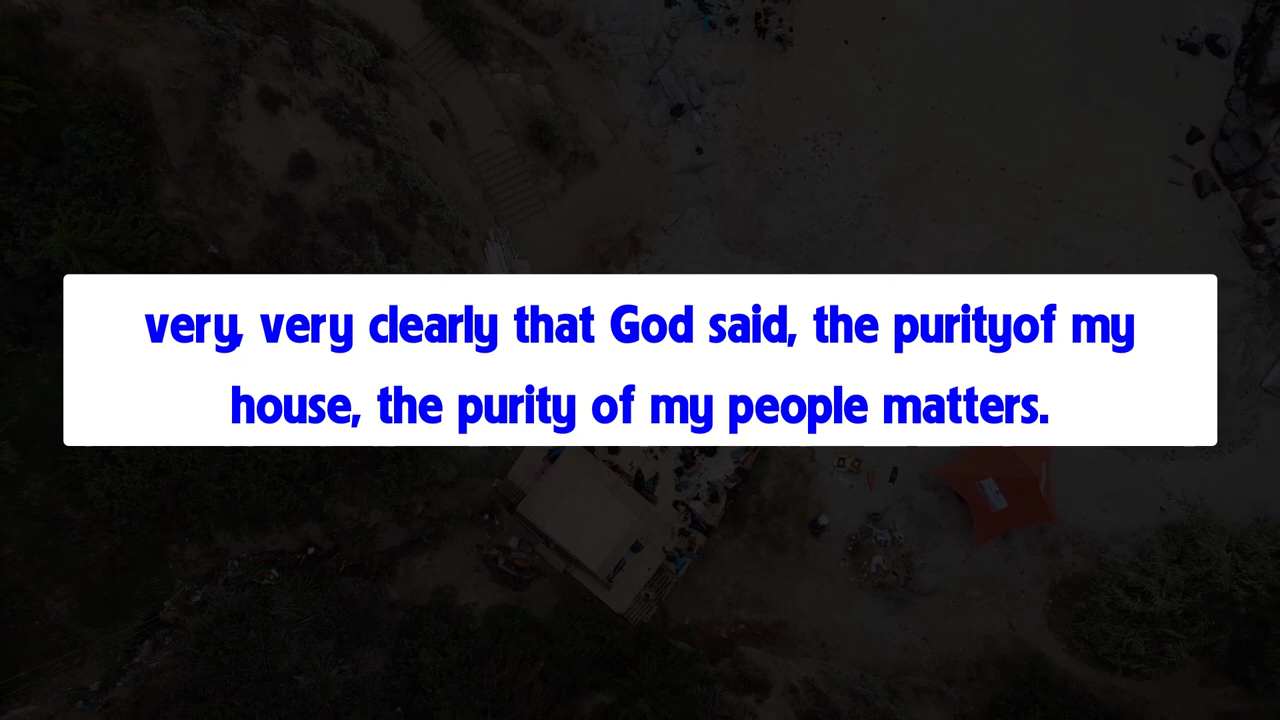 very, very clearly that God said, the purityof my
house, the purity of my people matters.